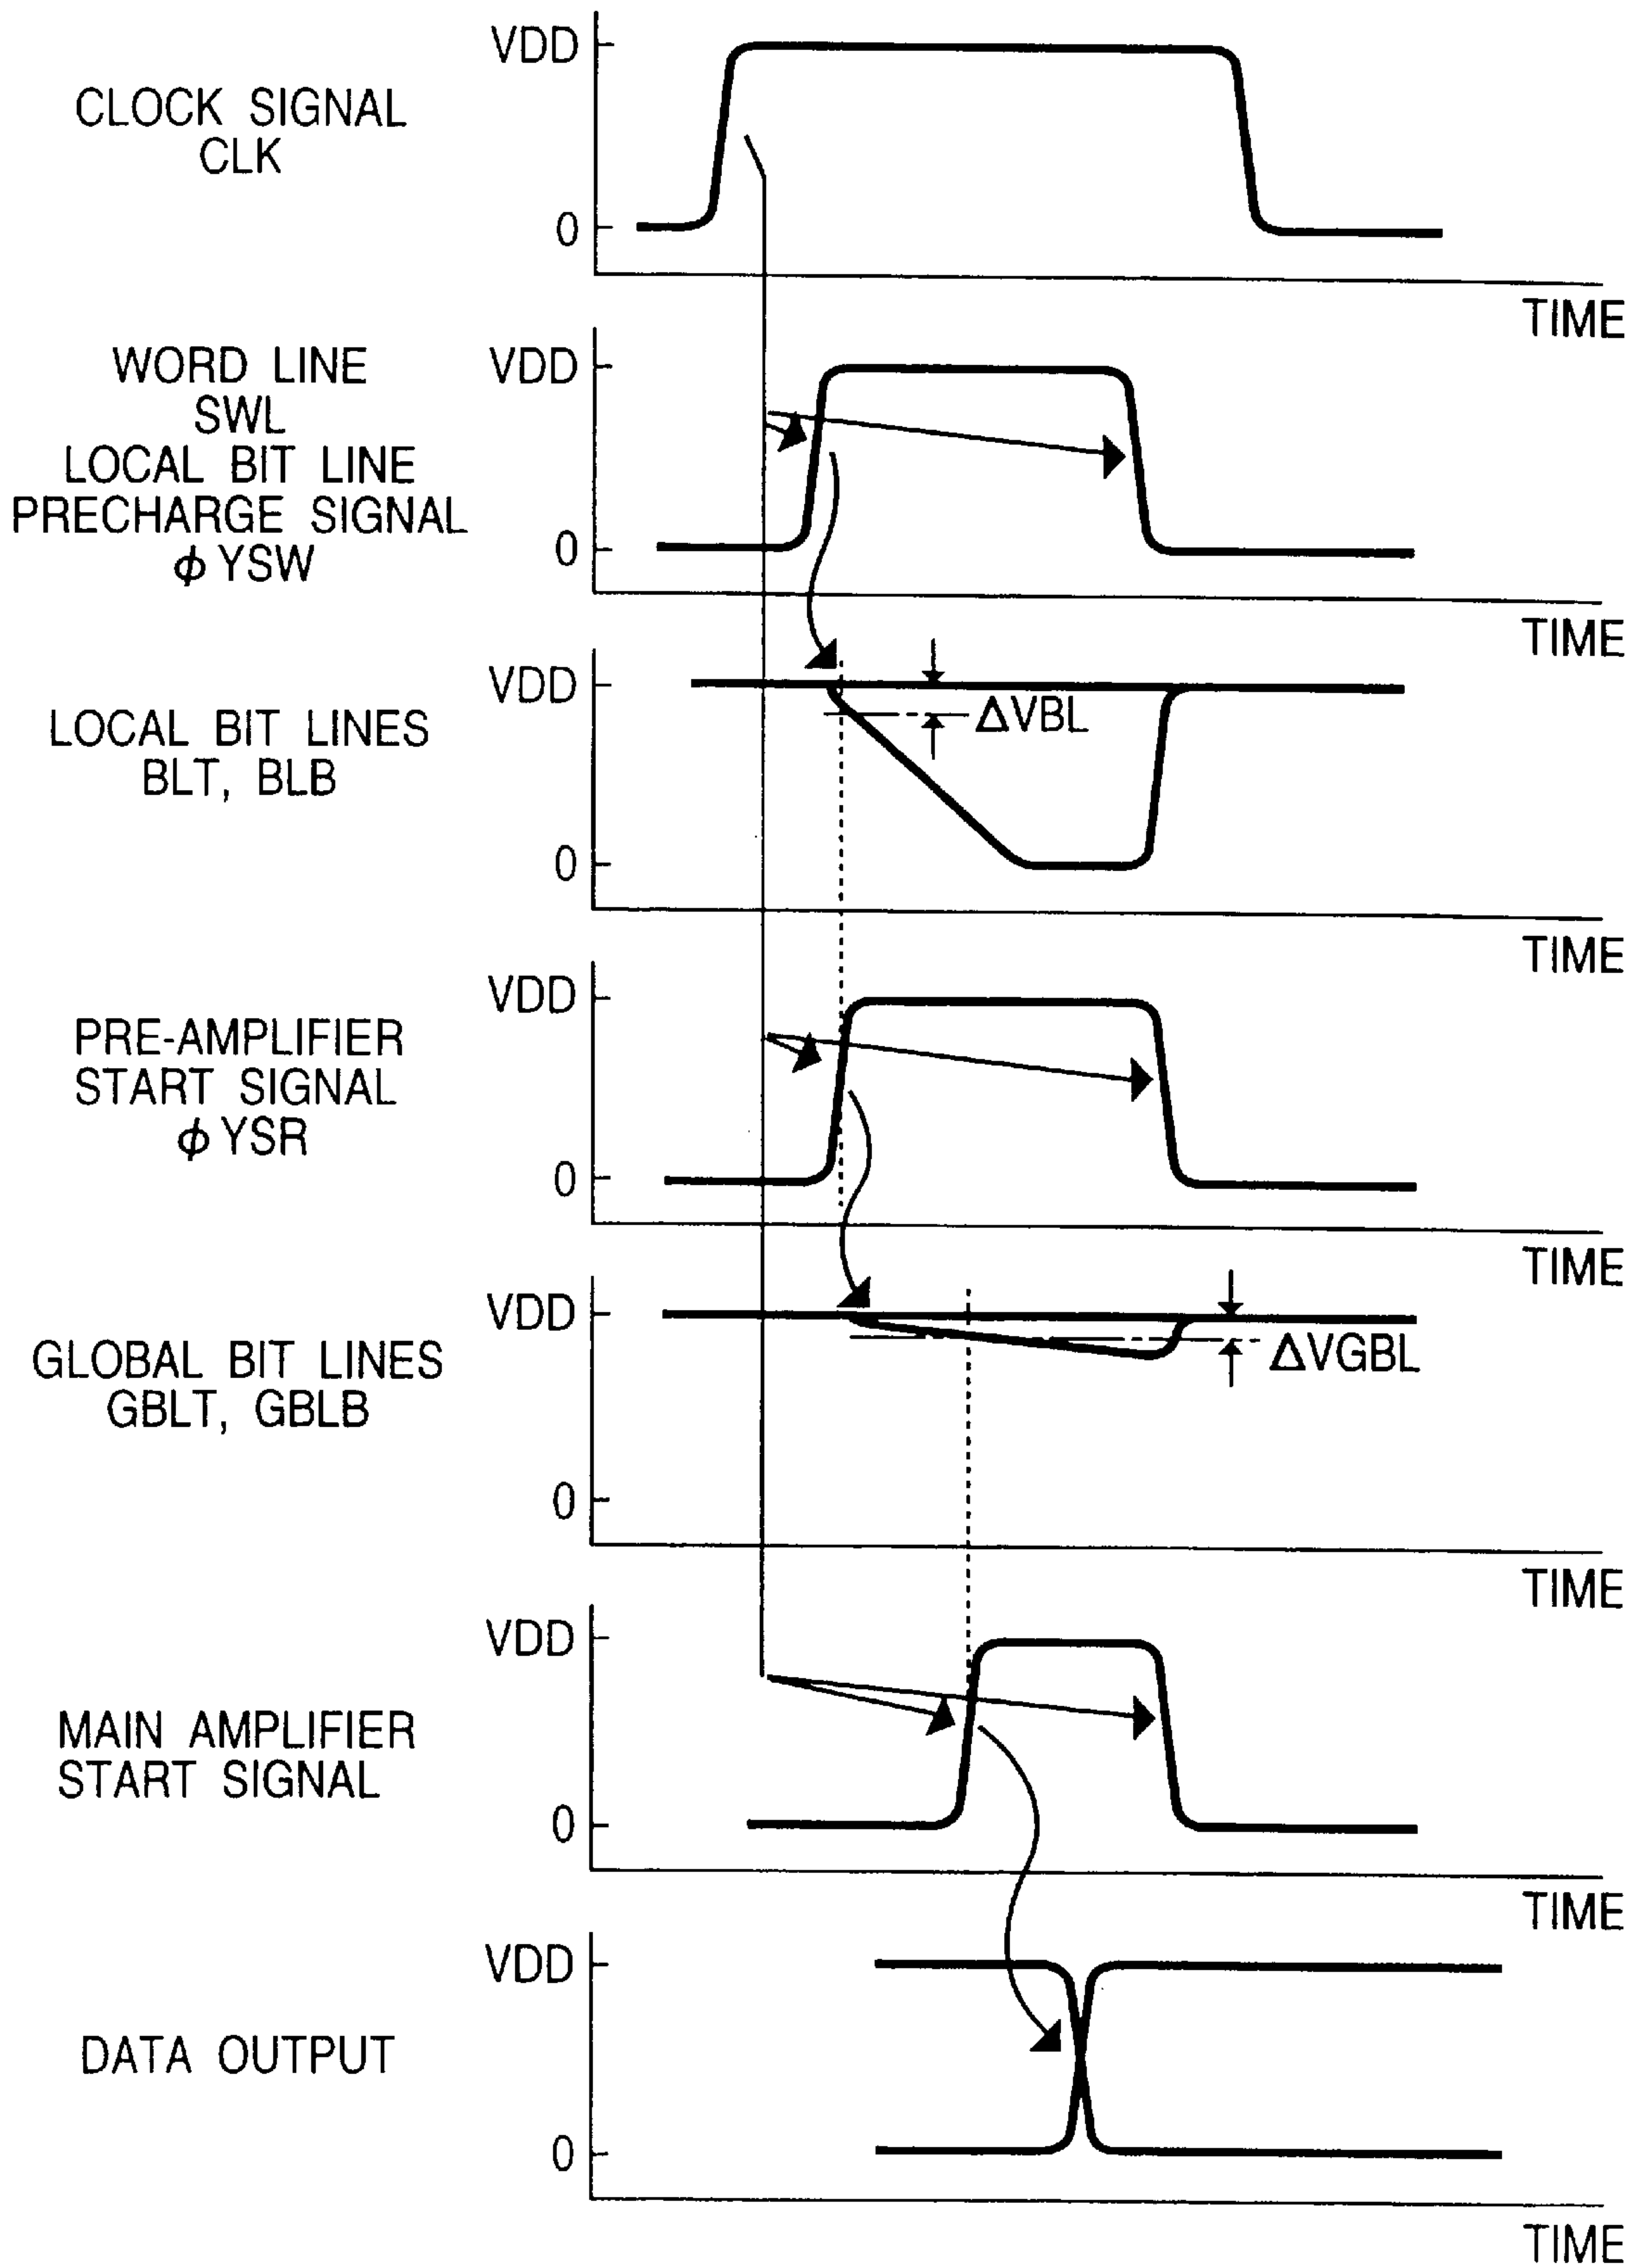 VDD
CLOCK SIGNAL
CLK
0
TIME
WORD LINE
VDD
SWL
LOCAL BIT LINE
PRECHARGE SIGNAL
0
ϕ YSW
TIME
VDD
ΔVBL
LOCAL BIT LINES
BLT, BLB
0
TIME
VDD
PRE-AMPLIFIER
START SIGNAL
ϕ YSR
0
TIME
VDD
GLOBAL BIT LINES
ΔVGBL
GBLT, GBLB
0
TIME
VDD
MAIN AMPLIFIER
START SIGNAL
0
TIME
VDD
DATA OUTPUT
0
TIME